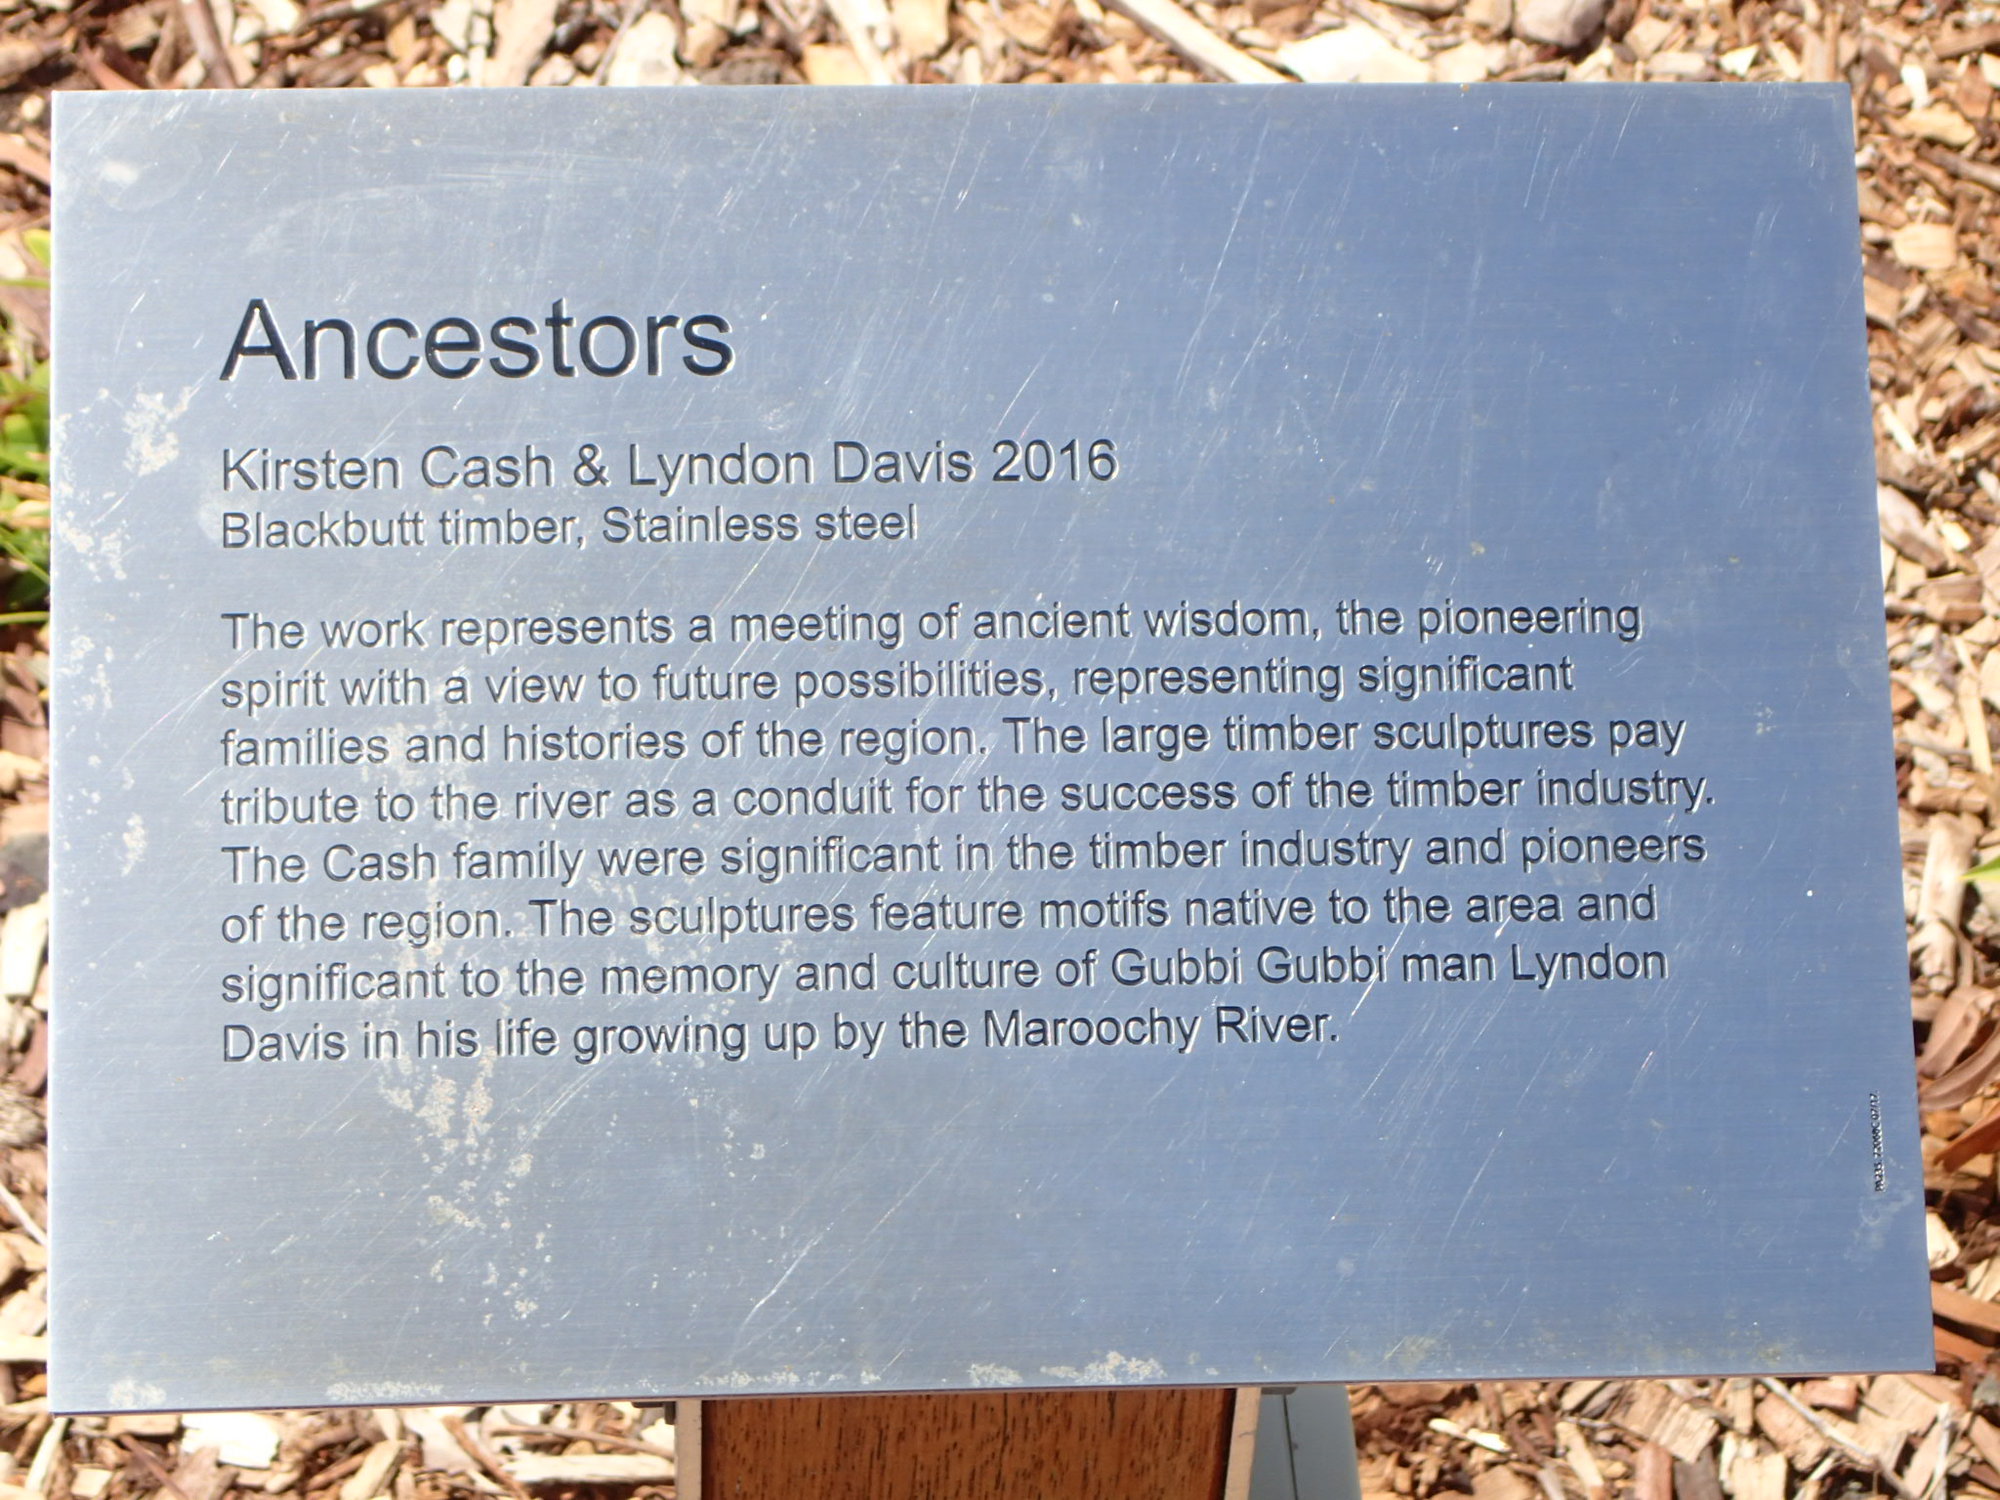 Ancestors
Kirsten Cash & Lyndon Davis 2016
Blackbutt timber, Stainless steel
The work represents a meeting of ancient wisdom, the pioneering
spirit with a view to future possibilities, representing significant
families and histories of the region. The large timber sculptures pay
tribute to the river as a conduit for the success of the timber industry.
The Cash family were significant in the timber industry and pioneers
of the region. The sculptures feature motifs native to the area and
significant to the memory and culture of Gubbi Gubbi man Lyndon
Davis in his life growing up by the Maroochy River.